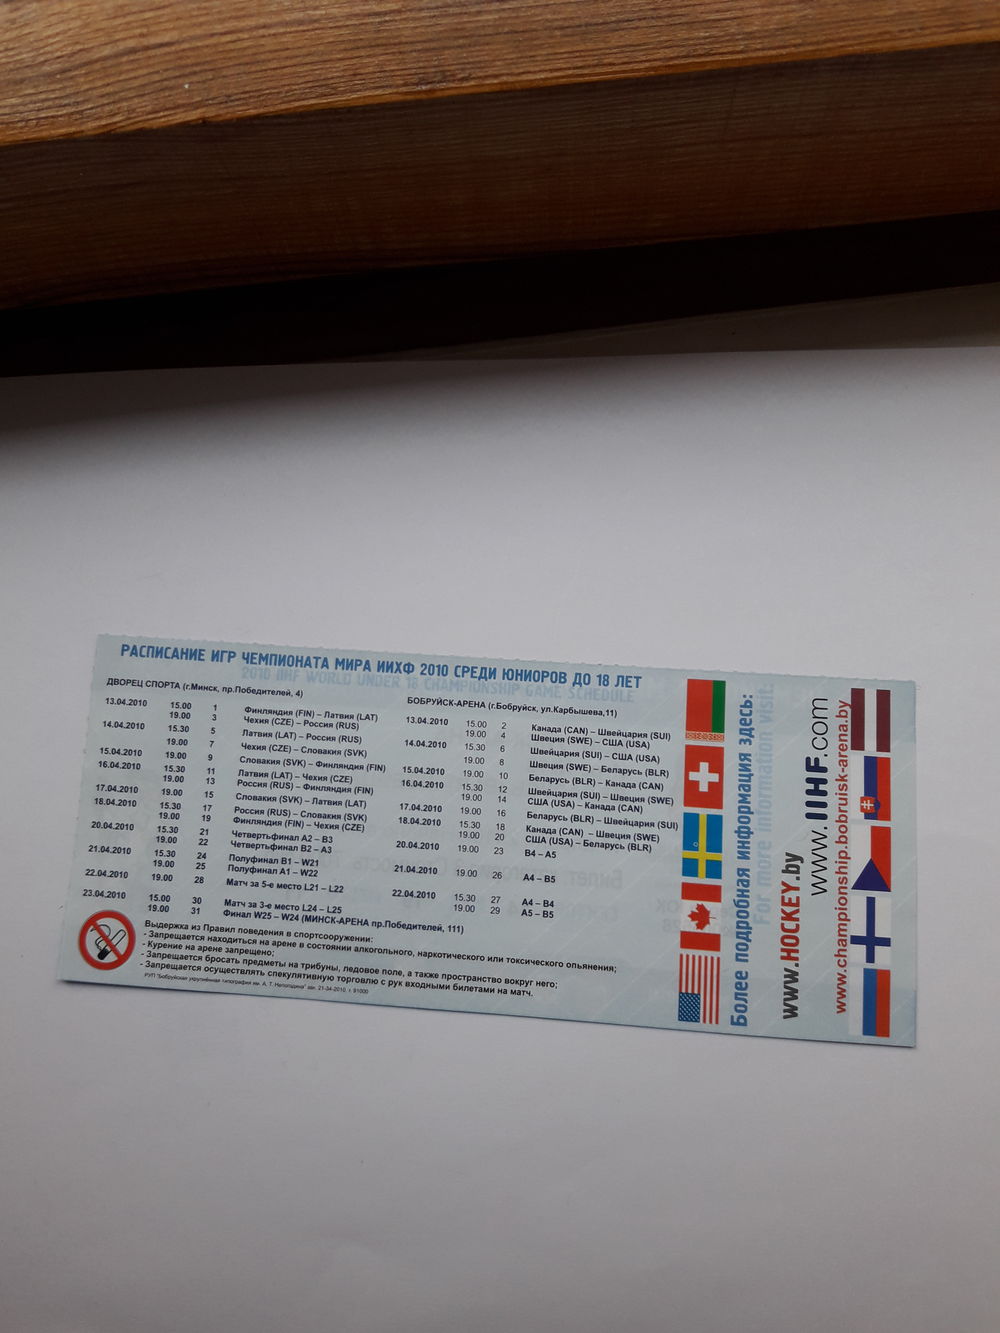 РАСПИСАНИЕ ИГР ЧЕМПИОНАТА МИРА ИИХФ 2010 СРЕДИ ЮНИОРОВ ДО 18 ЛЕТ
2010 IIHF WORLD UNDER 18 CHAMPIONSHIP GAME SCHEDULE
ДВОРЕЦ СПОРТА (г.Минск, пр.Победителей, 4)
13.04.2010 15.00 1 Финляндия (FIN) – Латвия (LAT)
19.00 3 Чехия (CZE) – Россия (RUS)
14.04.2010 15.30 5 Латвия (LAT) – Россия (RUS)
19.00 7 Чехия (CZE) – Словакия (SVK)
15.04.2010 19.00 9 Словакия (SVK) – Финляндия (FIN)
16.04.2010 15.30 11 Латвия (LAT) – Чехия (CZE)
19.00 13 Россия (RUS) – Финляндия (FIN)
17.04.2010 19.00 15 Словакия (SVK) – Латвия (LAT)
18.04.2010 15.30 17 Россия (RUS) – Словакия (SVK)
19.00 19 Финляндия (FIN) – Чехия (CZE)
20.04.2010 15.30 21 Четвертьфинал A2 – B3
19.00 22 Четвертьфинал B2 – A3
21.04.2010 15.30 24 Полуфинал B1 – W21
19.00 25 Полуфинал A1 – W22
22.04.2010 19.00 28 Матч за 5-е место L21 – L22
23.04.2010 15.00 30 Матч за 3-е место L24 – L25
19.00 31 Финал W25 – W24 (МИНСК-АРЕНА пр.Победителей, 111)
БОБРУЙСК-АРЕНА (г.Бобруйск, ул.Карбышева,11)
13.04.2010 15.00 2 Канада (CAN) – Швейцария (SUI)
19.00 4 Швеция (SWE) – США (USA)
14.04.2010 15.30 6 Швейцария (SUI) – США (USA)
19.00 8 Швеция (SWE) – Беларусь (BLR)
15.04.2010 19.00 10 Беларусь (BLR) – Канада (CAN)
16.04.2010 15.30 12 Швейцария (SUI) – Швеция (SWE)
19.00 14 США (USA) – Канада (CAN)
17.04.2010 19.00 16 Беларусь (BLR) – Швейцария (SUI)
18.04.2010 15.30 18 Канада (CAN) – Швеция (SWE)
19.00 20 США (USA) – Беларусь (BLR)
20.04.2010 19.00 23 B4 – A5
21.04.2010 19.00 26 A4 – B5
22.04.2010 15.30 27 A4 – B4
19.00 29 A5 – B5
Выдержка из Правил поведения в спортсооружении:
- Запрещается находиться на арене в состоянии алкогольного, наркотического или токсического опьянения;
- Курение на арене запрещено;
- Запрещается бросать предметы на трибуны, ледовое поле, а также пространство вокруг него;
- Запрещается осуществлять спекулятивную торговлю с рук входными билетами на матч.
РУП "Бобруйская укрупнённая типография им. А. Т. Непогодина" зак. 21-34-2010. т. 91000
Более подробная информация здесь:
For more information visit:
www.HOCKEY.by
www.IIHF.com
www.championship.bobruisk-arena.by